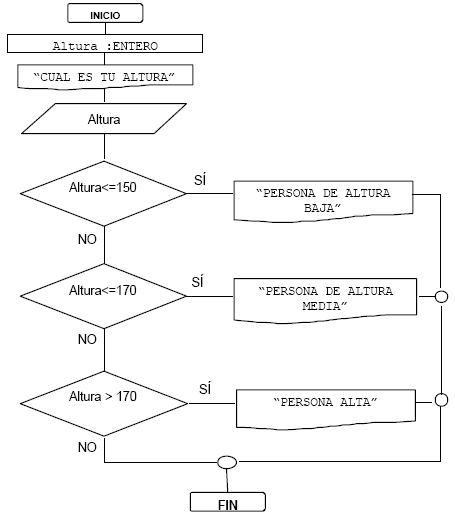 INICIO
Altura :ENTERO
“CUAL ES TU ALTURA”
Altura
Altura<=150
SÍ
“PERSONA DE ALTURA
BAJA”
NO
Altura<=170
SÍ
“PERSONA DE ALTURA
MEDIA”
NO
Altura > 170
SÍ
“PERSONA ALTA”
NO
FIN